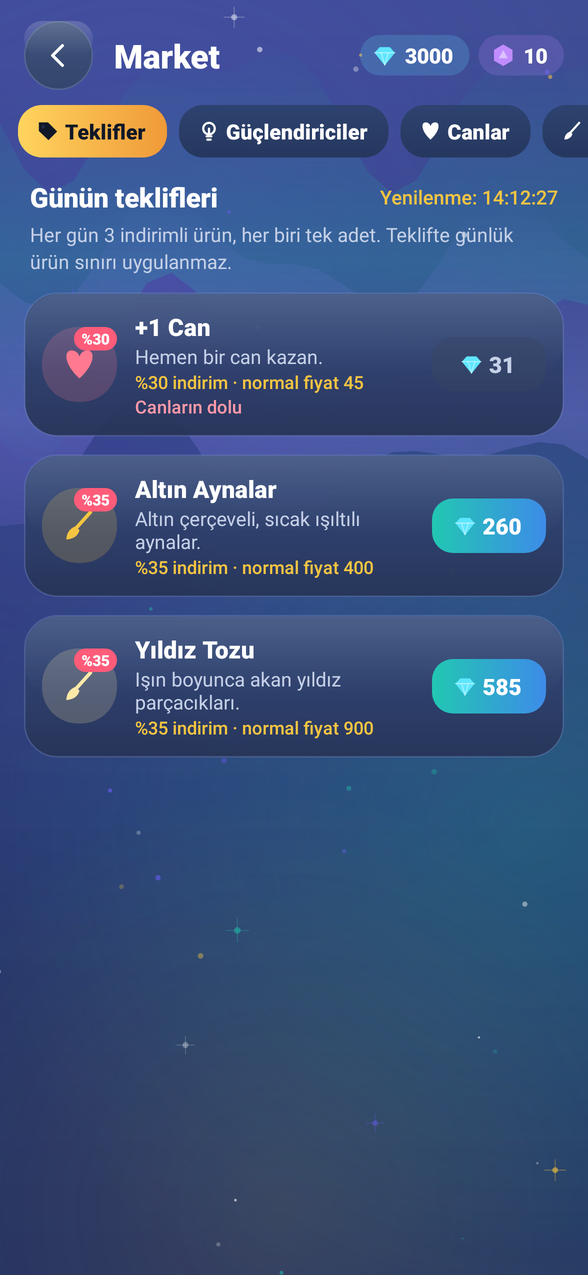 Market
3000
10
Teklifler
Güçlendiriciler
Canlar
Günün teklifleri
Yenilenme: 14:12:27
Her gün 3 indirimli ürün, her biri tek adet. Teklifte günlük
ürün sınırı uygulanmaz.
%30
+1 Can
Hemen bir can kazan.
%30 indirim · normal fiyat 45
Canların dolu
31
%35
Altın Aynalar
Altın çerçeveli, sıcak ışıltılı
aynalar.
%35 indirim · normal fiyat 400
260
%35
Yıldız Tozu
Işın boyunca akan yıldız
parçacıkları.
%35 indirim · normal fiyat 900
585